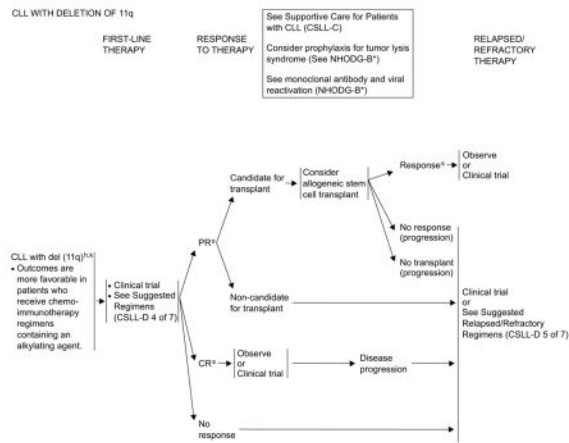 CLL WITH DELETION OF 11q
FIRST-LINE
THERAPY
RESPONSE
TO THERAPY
See Supportive Care for Patients
with CLL (CSLL-C)
Consider prophylaxis for tumor lysis
syndrome (See NHODG-B*)
See monoclonal antibody and viral
reactivation (NHODG-B*)
RELAPSED/
REFRACTORY
THERAPY
CLL with del (11q)h,k
• Outcomes are
more favorable in
patients who
receive chemo-
immunotherapy
regimens
containing an
alkylating agent.
• Clinical trial
• See Suggested
Regimens
(CSLL-D 4 of 7)
PRs
Candidate for
transplant
Consider
allogeneic stem
cell transplant
Responses
Observe
or
Clinical trial
No response
(progression)
No transplant
(progression)
Non-candidate
for transplant
Clinical trial
or
See Suggested
Relapsed/Refractory
Regimens (CSLL-D 5 of 7)
CRs
Observe
or
Clinical trial
Disease
progression
No
response